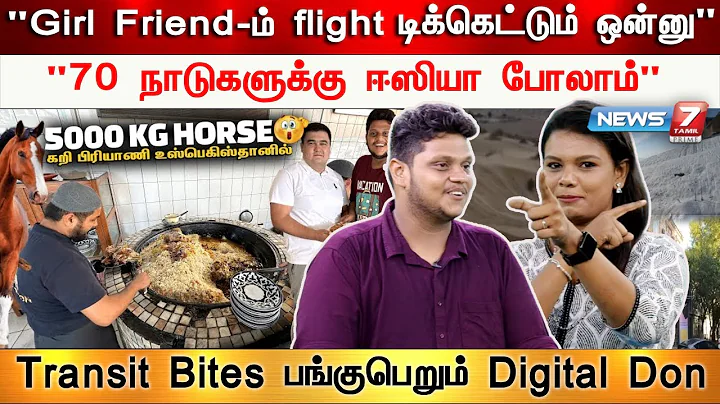 "Girl Friend-ம் flight டிக்கெட்டும் ஒன்னு"
"70 நாடுகளுக்கு ஈஸியா போலாம்"
5000 KG HORSE
கறி பிரியாணி உஸ்பெகிஸ்தானில்
NEWS 7
TAMIL
PRIME
VACATION
Transit Bites பங்குபெறும் Digital Don